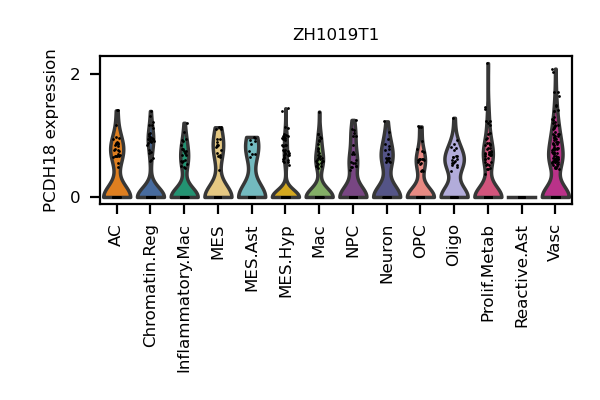 ZH1019T1
PCDH18 expression
2
0
AC
Chromatin.Reg
Inflammatory.Mac
MES
MES.Ast
MES.Hyp
Mac
NPC
Neuron
OPC
Oligo
Prolif.Metab
Reactive.Ast
Vasc